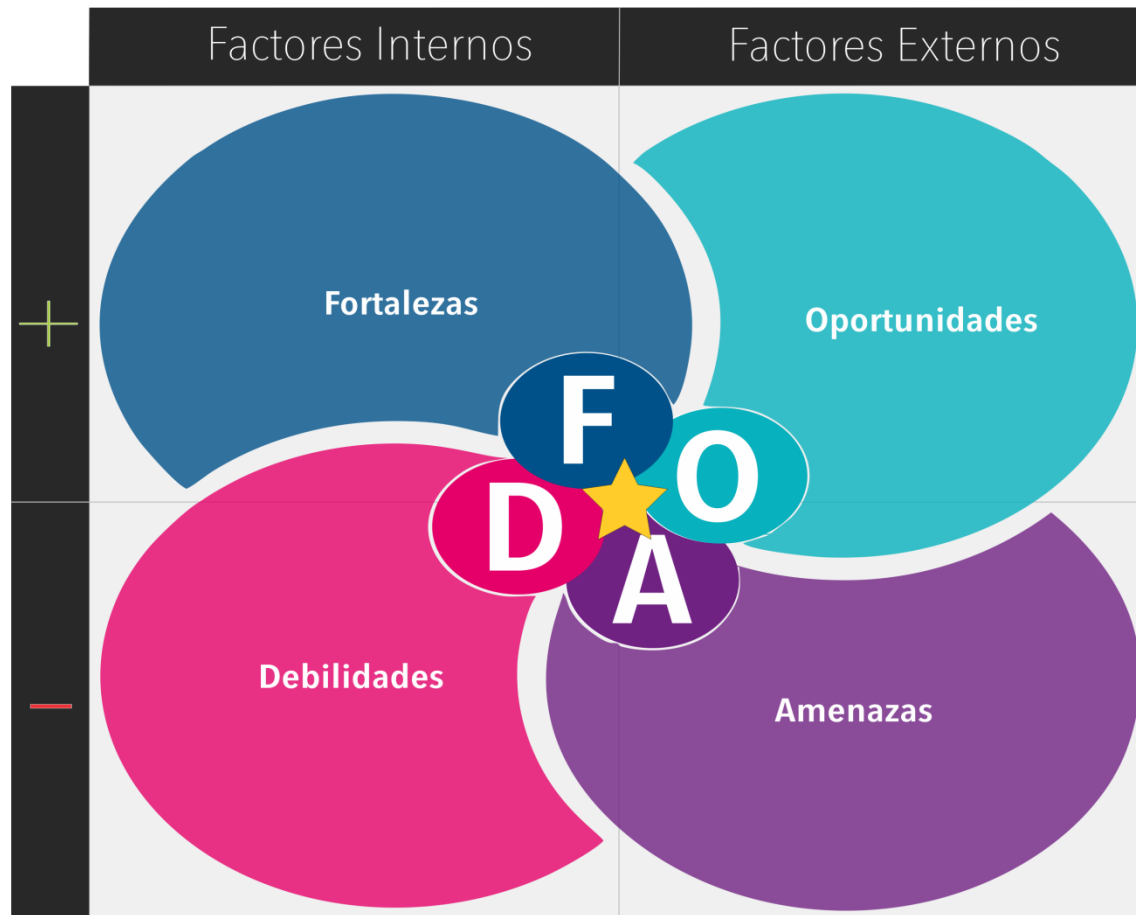 Factores Internos
Factores Externos
+
Fortalezas
Oportunidades
F
O
D
A
Debilidades
Amenazas
–